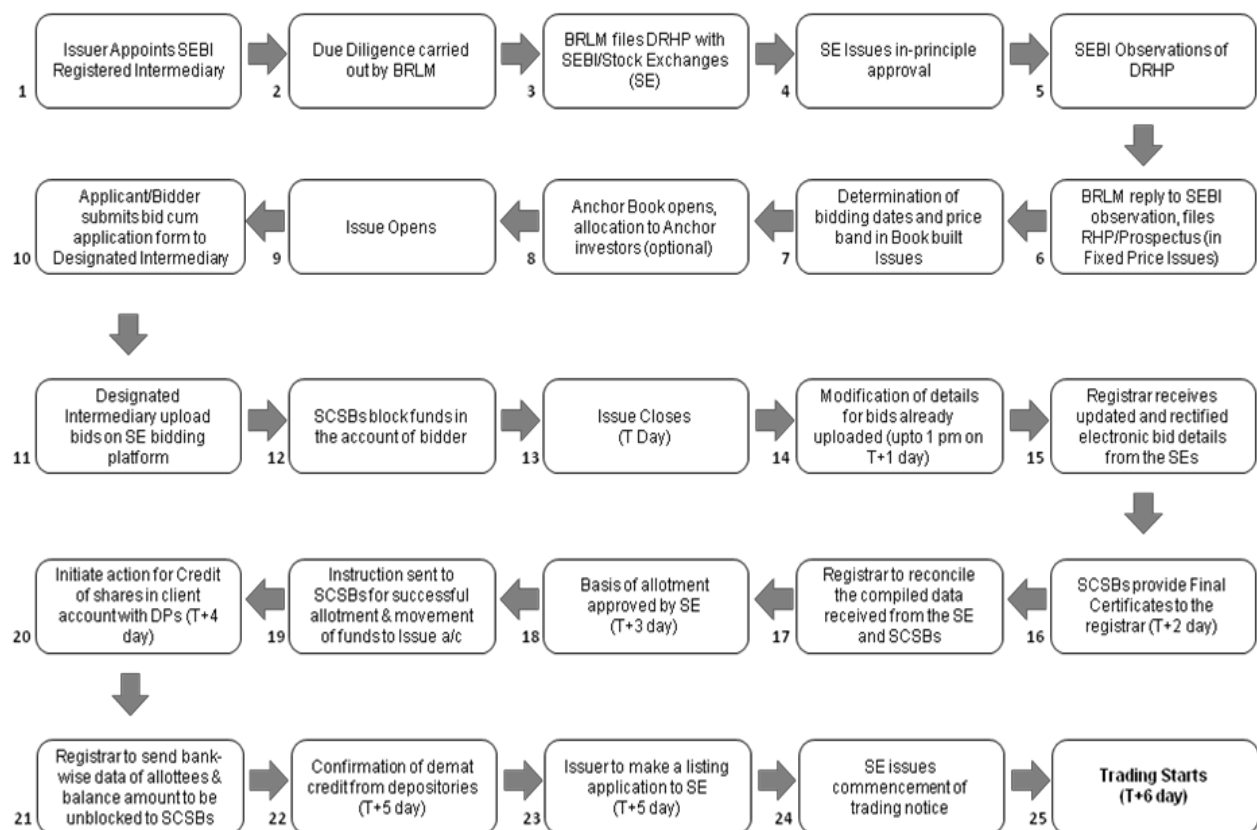 Issuer Appoints SEBI
Registered Intermediary
1
Due Diligence carried
out by BRLM
2
BRLM files DRHP with
SEBI/Stock Exchanges
(SE)
3
SE Issues in-principle
approval
4
SEBI Observations of
DRHP
5
BRLM reply to SEBI
observation, files
RHP/Prospectus (in
Fixed Price Issues)
6
Determination of
bidding dates and price
band in Book built
Issues
7
Anchor Book opens,
allocation to Anchor
investors (optional)
8
Issue Opens
9
Applicant/Bidder
submits bid cum
application form to
Designated Intermediary
10
Designated
Intermediary upload
bids on SE bidding
platform
11
SCSBs block funds in
the account of bidder
12
Issue Closes
(T Day)
13
Modification of details
for bids already
uploaded (upto 1 pm on
T+1 day)
14
Registrar receives
updated and rectified
electronic bid details
from the SEs
15
SCSBs provide Final
Certificates to the
registrar (T+2 day)
16
Registrar to reconcile
the compiled data
received from the SE
and SCSBs
17
Basis of allotment
approved by SE
(T+3 day)
18
Instruction sent to
SCSBs for successful
allotment & movement
of funds to Issue a/c
19
Initiate action for Credit
of shares in client
account with DPs (T+4
day)
20
Registrar to send bank-
wise data of allottees &
balance amount to be
unblocked to SCSBs
21
Confirmation of demat
credit from depositories
(T+5 day)
22
Issuer to make a listing
application to SE
(T+5 day)
23
SE issues
commencement of
trading notice
24
Trading Starts
(T+6 day)
25